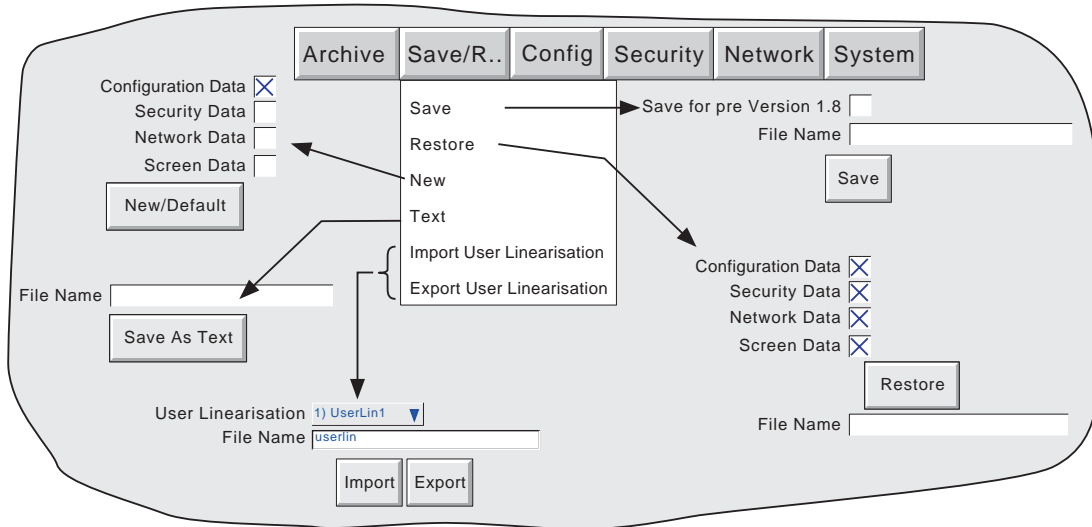 Archive Save/R.. Config Security Network System
Configuration Data
Security Data
Network Data
Screen Data
New/Default
Save
Restore
New
Text
Import User Linearisation
Export User Linearisation
Save for pre Version 1.8
File Name
Save
File Name
Save As Text
Configuration Data
Security Data
Network Data
Screen Data
Restore
File Name
User Linearisation 1) UserLin1
File Name userlin
Import Export